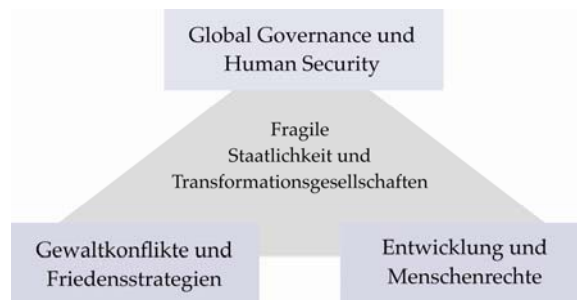 Global Governance und
Human Security
Fragile
Staatlichkeit und
Transformationsgesellschaften
Gewaltkonflikte und
Friedensstrategien
Entwicklung und
Menschenrechte